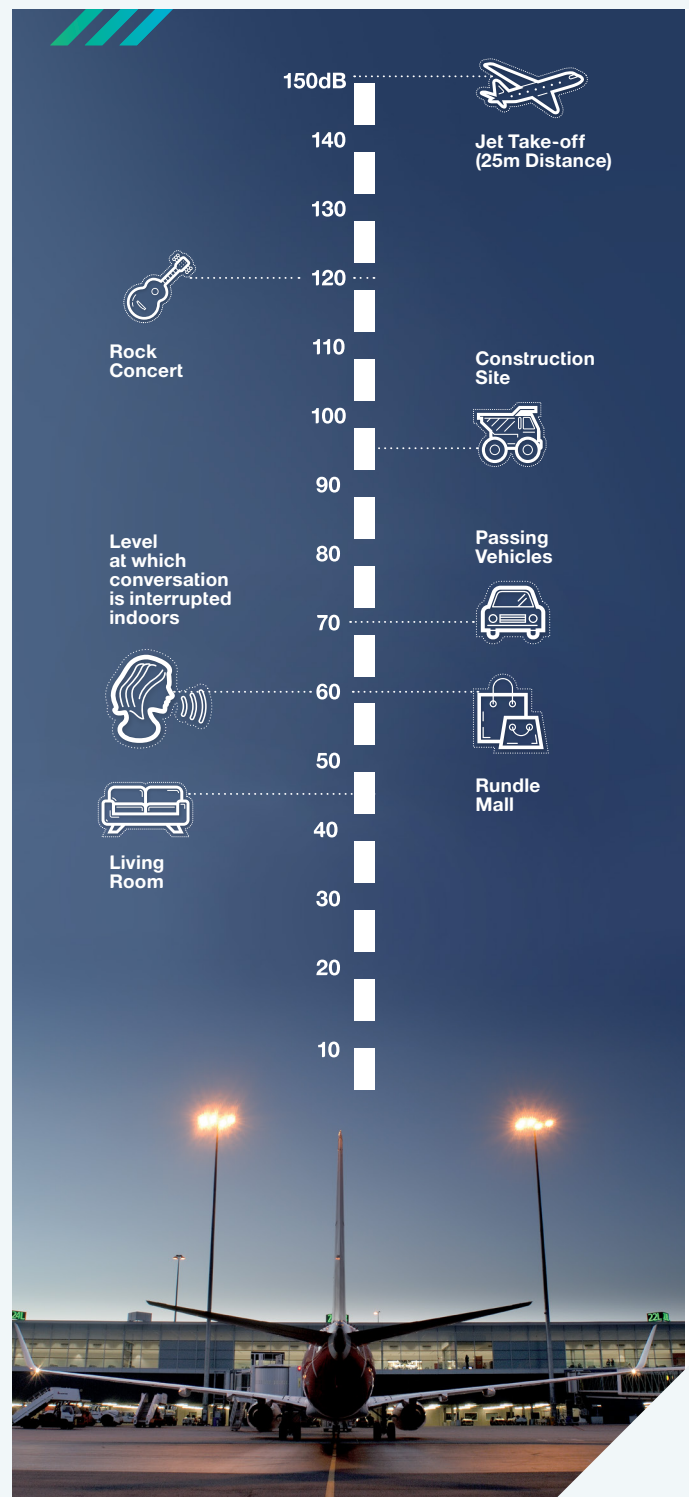 150dB
Jet Take-off
(25m Distance)
140
130
120
Rock
Concert
110
Construction
Site
100
90
Level
at which
conversation
is interrupted
indoors
80
Passing
Vehicles
70
60
50
Rundle
Mall
40
Living
Room
30
20
10